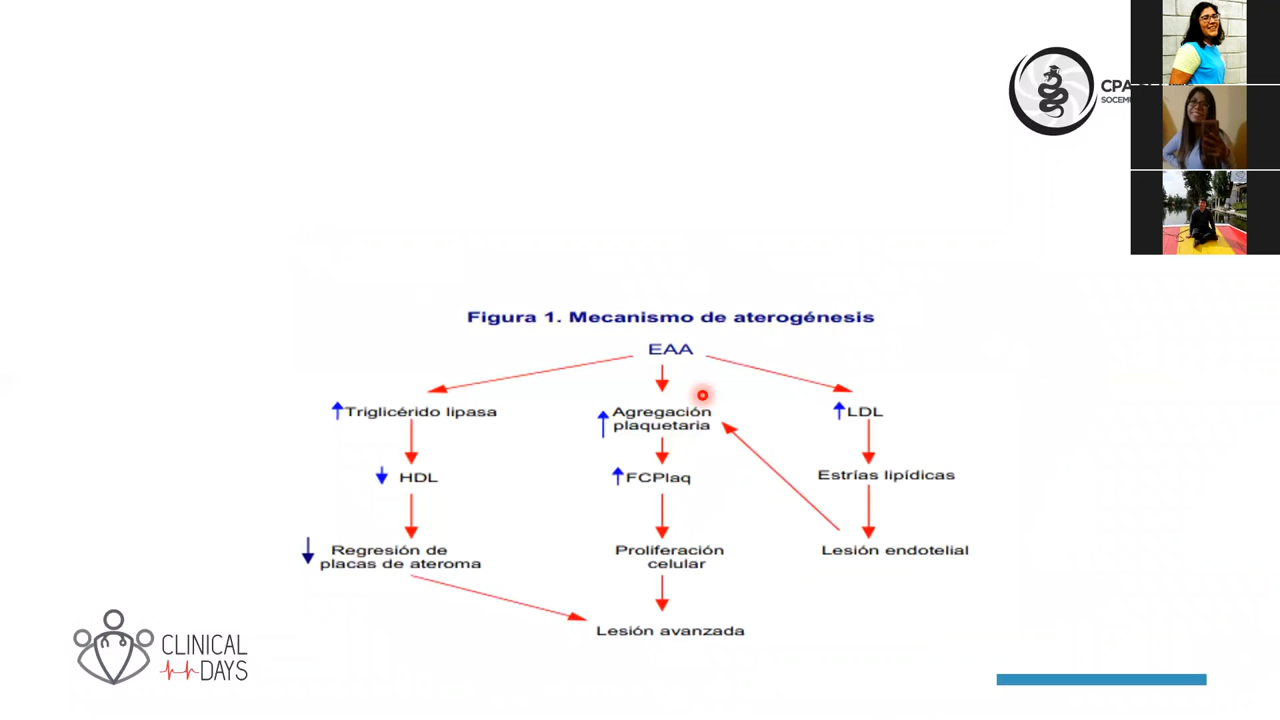 CPA
SOCEM
Figura 1. Mecanismo de aterogénesis
EAA
Triglicérido lipasa
Agregación
plaquetaria
LDL
HDL
FCPlaq
Estrías lipídicas
Regresión de
placas de ateroma
Proliferación
celular
Lesión endotelial
Lesión avanzada
CLINICAL
DAYS